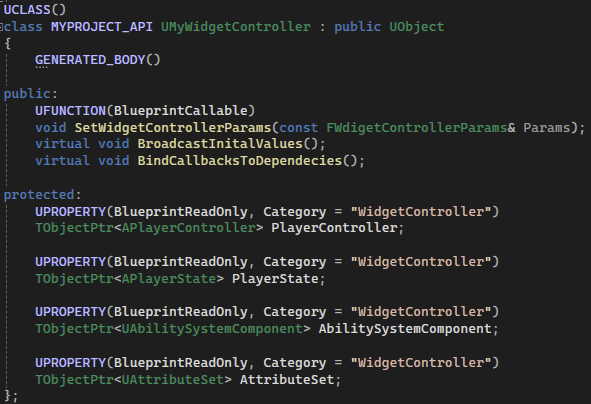 UCLASS()
class MYPROJECT_API UMyWidgetController : public UObject
{
GENERATED_BODY()
public:
UFUNCTION(BlueprintCallable)
void SetWidgetControllerParams(const FWdigetControllerParams& Params);
virtual void BroadcastInitalValues();
virtual void BindCallbacksToDependecies();
protected:
UPROPERTY(BlueprintReadOnly, Category = "WidgetController")
TObjectPtr<APlayerController> PlayerController;
UPROPERTY(BlueprintReadOnly, Category = "WidgetController")
TObjectPtr<APlayerState> PlayerState;
UPROPERTY(BlueprintReadOnly, Category = "WidgetController")
TObjectPtr<UAbilitySystemComponent> AbilitySystemComponent;
UPROPERTY(BlueprintReadOnly, Category = "WidgetController")
TObjectPtr<UAttributeSet> AttributeSet;
};